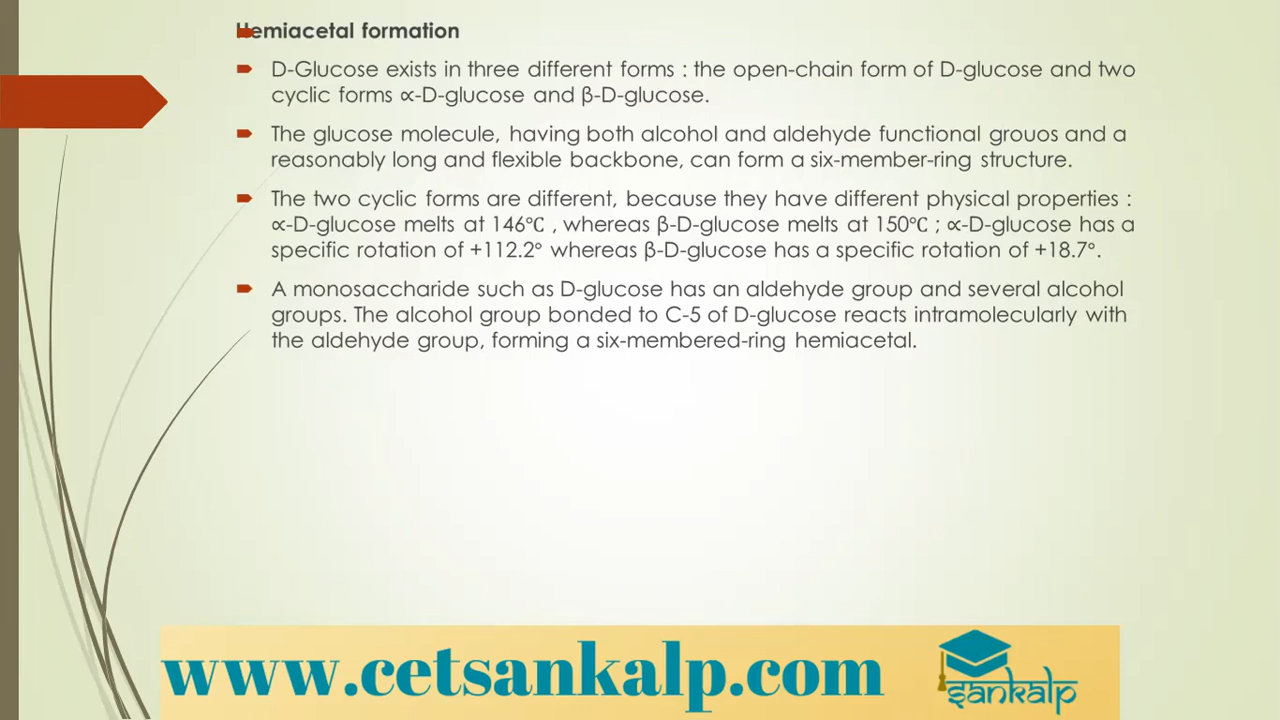 Hemiacetal formation
D-Glucose exists in three different forms : the open-chain form of D-glucose and two
cyclic forms ∝-D-glucose and β-D-glucose.
The glucose molecule, having both alcohol and aldehyde functional grouos and a
reasonably long and flexible backbone, can form a six-member-ring structure.
The two cyclic forms are different, because they have different physical properties :
∝-D-glucose melts at 146℃ , whereas β-D-glucose melts at 150℃ ; ∝-D-glucose has a
specific rotation of +112.2° whereas β-D-glucose has a specific rotation of +18.7°.
A monosaccharide such as D-glucose has an aldehyde group and several alcohol
groups. The alcohol group bonded to C-5 of D-glucose reacts intramolecularly with
the aldehyde group, forming a six-membered-ring hemiacetal.
www.cetsankalp.com
sankalp